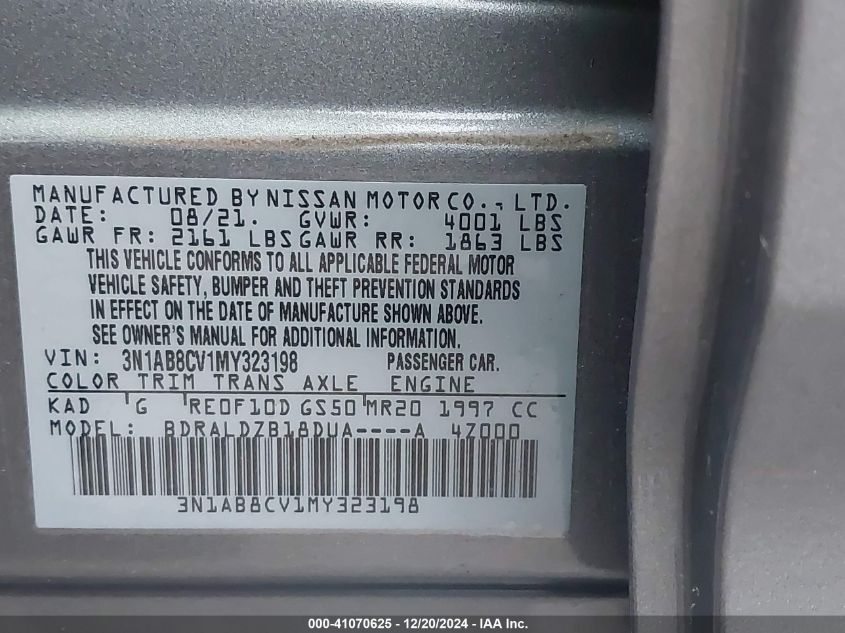 MANUFACTURED BY NISSAN MOTOR CO., LTD.
DATE: 08/21. GVWR: 4001 LBS
GAWR FR: 2161 LBS GAWR RR: 1863 LBS
THIS VEHICLE CONFORMS TO ALL APPLICABLE FEDERAL MOTOR
VEHICLE SAFETY, BUMPER AND THEFT PREVENTION STANDARDS
IN EFFECT ON THE DATE OF MANUFACTURE SHOWN ABOVE.
SEE OWNER'S MANUAL FOR ADDITIONAL INFORMATION.
VIN: 3N1AB8CV1MY323198 PASSENGER CAR.
COLOR TRIM TRANS AXLE ENGINE
KAD G RE0F10D GS50 MR20 1997 CC
MODEL: BDRALDZB18DUA----A 4Z000
3N1AB8CV1MY323198
000-41070625 - 12/20/2024 - IAA Inc.